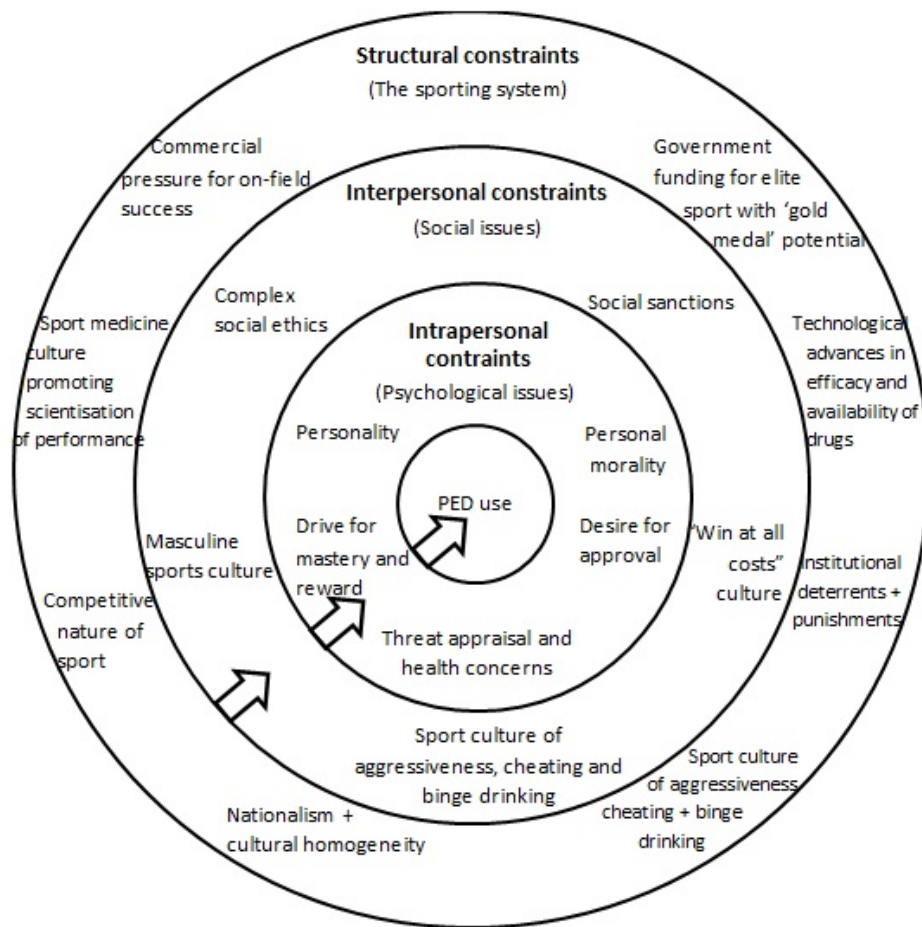 Structural constraints
(The sporting system)
Commercial
pressure for on-field
success
Government
funding for elite
sport with ‘gold
medal’ potential
Interpersonal constraints
(Social issues)
Complex
social ethics
Social sanctions
Sport medicine
culture
promoting
scientisation
of performance
Technological
advances in
efficacy and
availability of
drugs
Intrapersonal
contraints
(Psychological issues)
Personality
Personal
morality
PED use
Drive for
mastery and
reward
Desire for
approval
Masculine
sports culture
“Win at all
costs”
culture
Institutional
deterrents +
punishments
Competitive
nature of
sport
Threat appraisal and
health concerns
Sport culture of
aggressiveness, cheating and
binge drinking
Sport culture
of aggressiveness,
cheating + binge
drinking
Nationalism +
cultural homogeneity